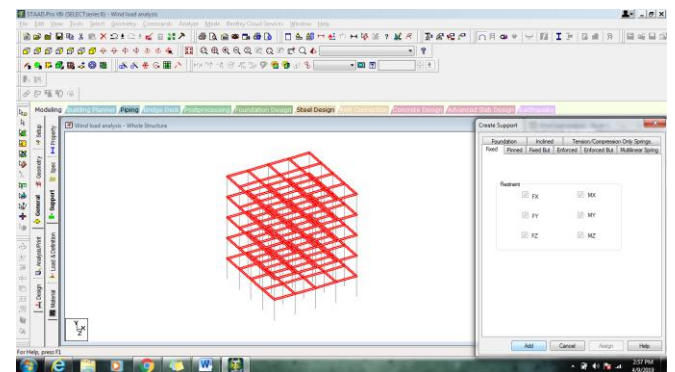 STAAD.Pro V8i (SELECTseries 6) - Wind load analysis
File Edit View Tools Select Geometry Commands Analyze Mode Bentley Cloud Services Window Help
Modeling Building Planner Piping Bridge Deck Postprocessing Foundation Design Steel Design Concrete Design Advanced Slab Design Earthquake
Wind load analysis - Whole Structure
Setup
Geometry
General
Analysis/Print
Design
Property
Spec
Support
Load & Definition
Material
Y
X
Z
Create Support
Foundation Inclined Tension/Compression Only Springs
Fixed Pinned Fixed But Enforced Enforced But Multilinear Spring
Restraint
FX MX
FY MY
FZ MZ
Add Cancel Assign Help
For Help, press F1
2:57 PM
4/9/2019